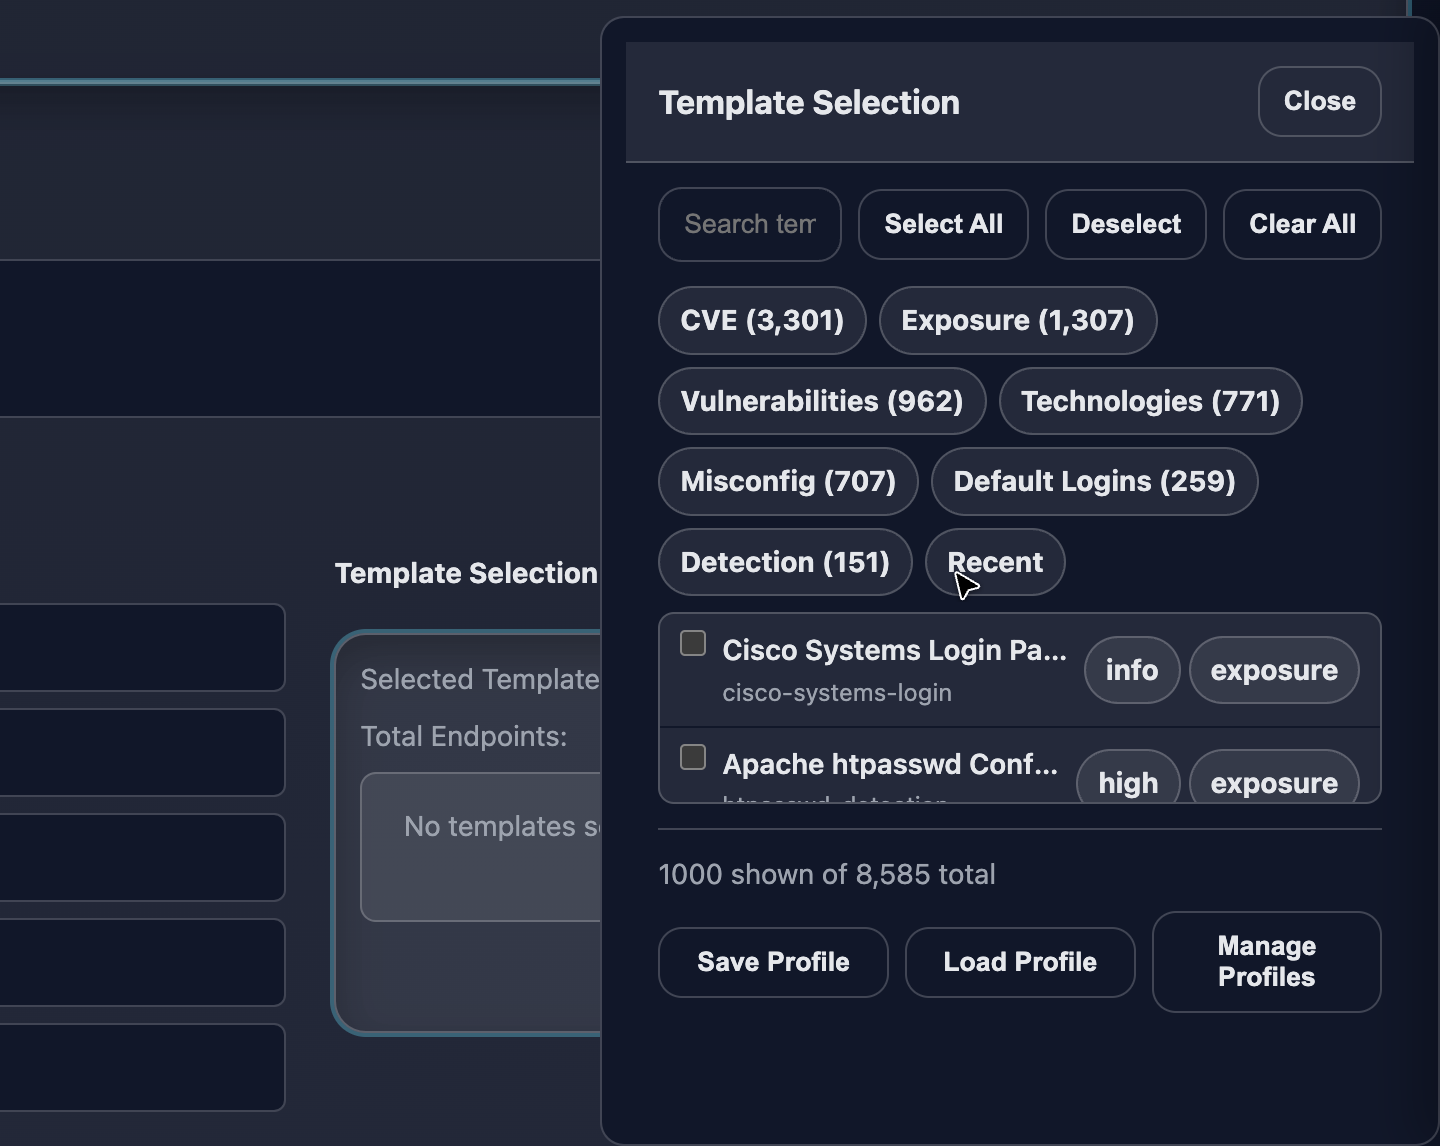 Template Selection
Close
Search tem
Select All
Deselect
Clear All
CVE (3,301)
Exposure (1,307)
Vulnerabilities (962)
Technologies (771)
Misconfig (707)
Default Logins (259)
Detection (151)
Recent
Cisco Systems Login Pa...
info
exposure
cisco-systems-login
Apache htpasswd Conf...
high
exposure
htpasswd-detection
1000 shown of 8,585 total
Save Profile
Load Profile
Manage
Profiles
Template Selection
Selected Template
Total Endpoints:
No templates s